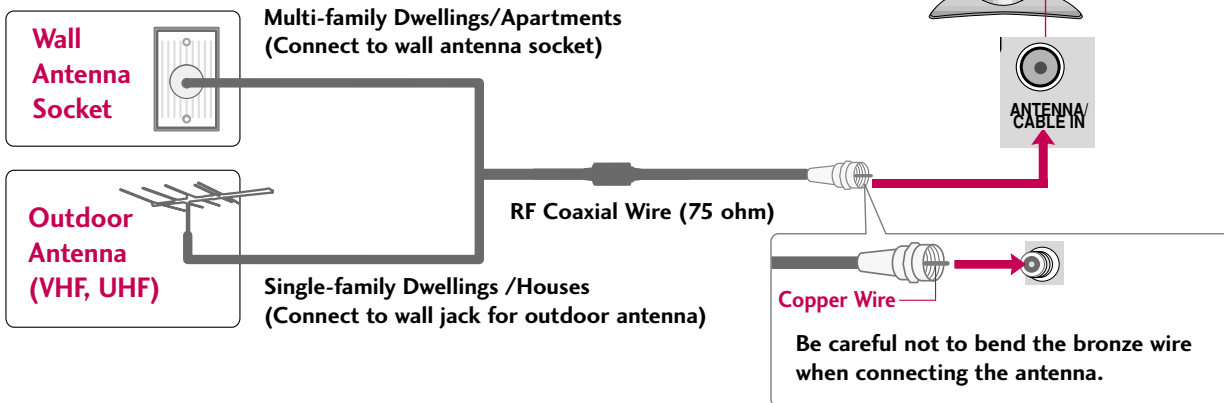 Multi-family Dwellings/Apartments
(Connect to wall antenna socket)
Wall
Antenna
Socket
ANTENNA/
CABLE IN
RF Coaxial Wire (75 ohm)
Outdoor
Antenna
(VHF, UHF)
Single-family Dwellings /Houses
(Connect to wall jack for outdoor antenna)
Copper Wire
Be careful not to bend the bronze wire
when connecting the antenna.